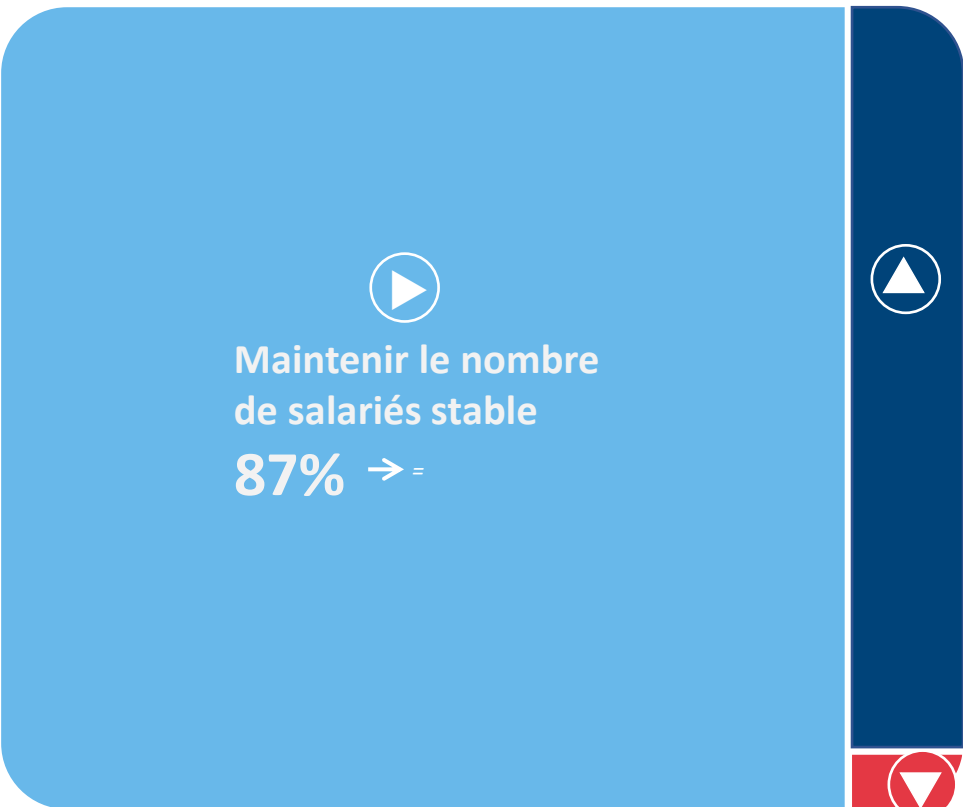 Maintenir le nombre
de salariés stable
87% → =